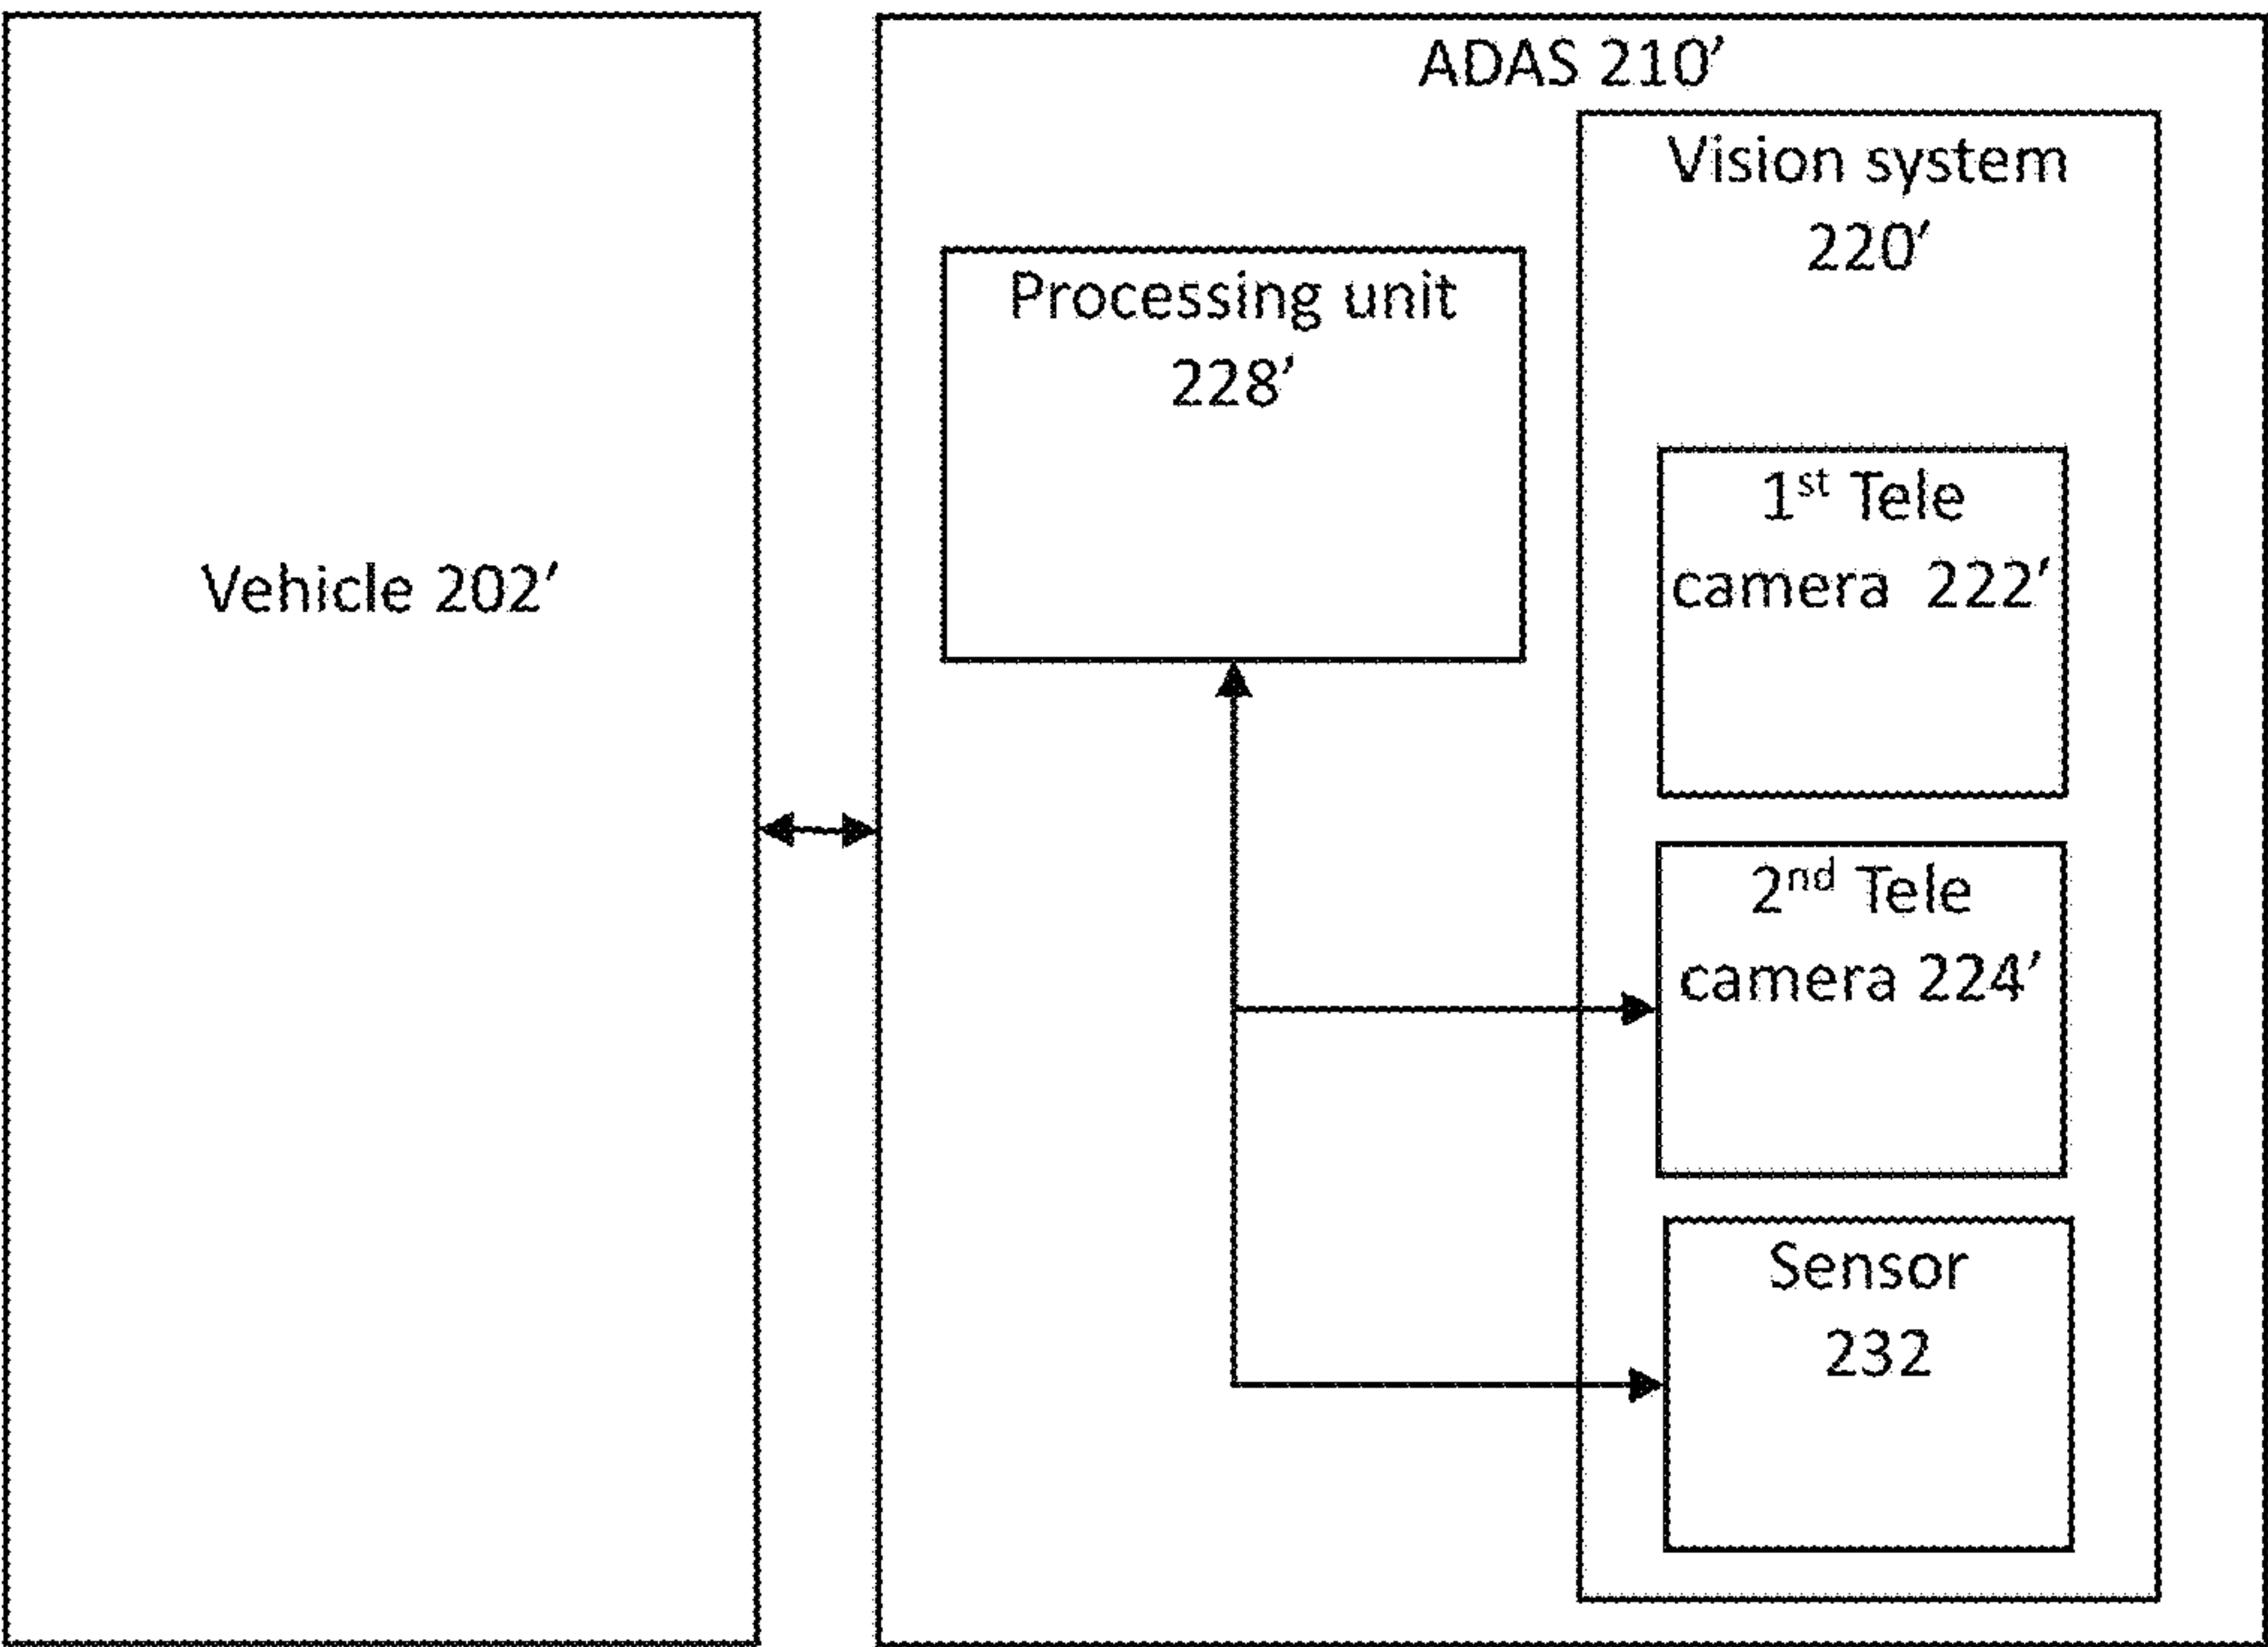 ADAS 210′
Vision system
220′
Processing unit
228′
1st Tele
camera 222′
Vehicle 202′
2nd Tele
camera 224′
Sensor
232